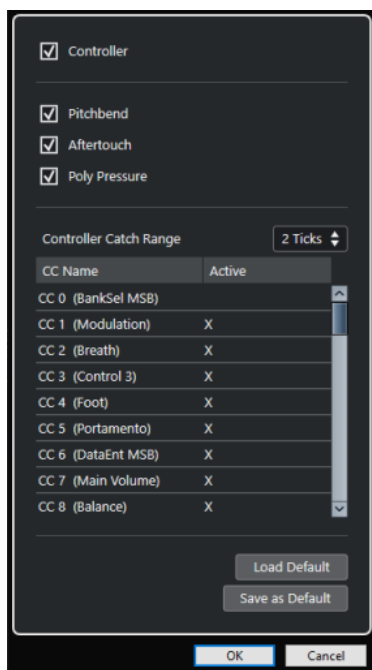 Controller
Pitchbend
Aftertouch
Poly Pressure
Controller Catch Range 2 Ticks
CC Name Active
CC 0 (BankSel MSB)
CC 1 (Modulation) X
CC 2 (Breath) X
CC 3 (Control 3) X
CC 4 (Foot) X
CC 5 (Portamento) X
CC 6 (DataEnt MSB) X
CC 7 (Main Volume) X
CC 8 (Balance) X
Load Default
Save as Default
OK Cancel